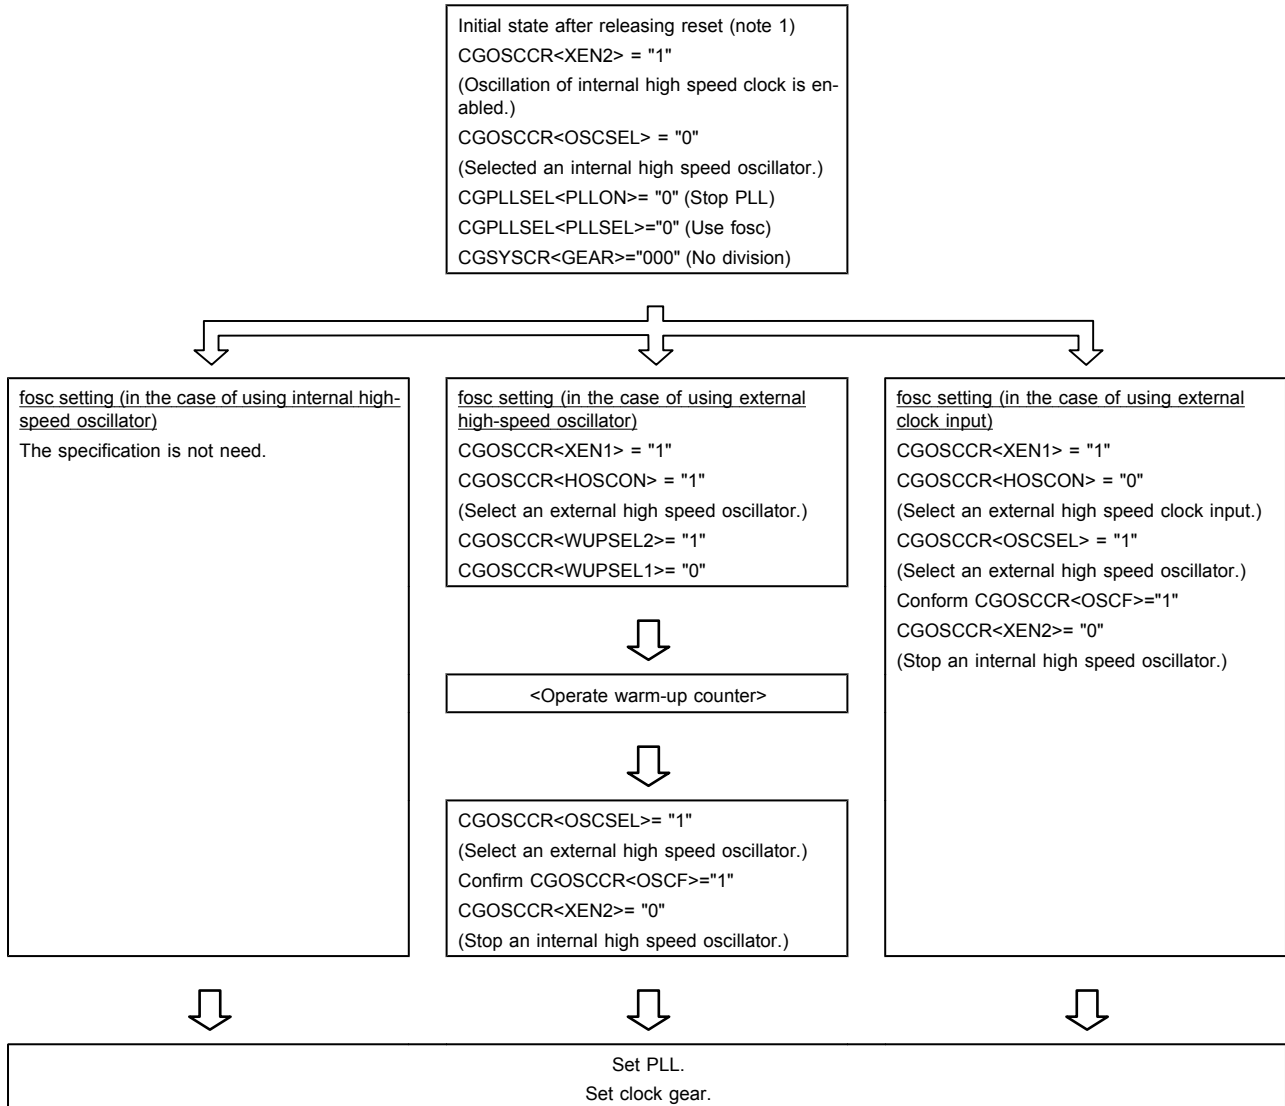 Initial state after releasing reset (note 1)
CGOSCCR<XEN2> = "1"
(Oscillation of internal high speed clock is en-
abled.)
CGOSCCR<OSCSEL> = "0"
(Selected an internal high speed oscillator.)
CGPLLSEL<PLLON>= "0" (Stop PLL)
CGPLLSEL<PLLSEL>="0" (Use fosc)
CGSYSCR<GEAR>="000" (No division)
fosc setting (in the case of using internal high-
speed oscillator)
The specification is not need.
fosc setting (in the case of using external
high-speed oscillator)
CGOSCCR<XEN1> = "1"
CGOSCCR<HOSCON> = "1"
(Select an external high speed oscillator.)
CGOSCCR<WUPSEL2>= "1"
CGOSCCR<WUPSEL1>= "0"
<Operate warm-up counter>
CGOSCCR<OSCSEL>= "1"
(Select an external high speed oscillator.)
Confirm CGOSCCR<OSCF>="1"
CGOSCCR<XEN2>= "0"
(Stop an internal high speed oscillator.)
fosc setting (in the case of using external
clock input)
CGOSCCR<XEN1> = "1"
CGOSCCR<HOSCON> = "0"
(Select an external high speed clock input.)
CGOSCCR<OSCSEL> = "1"
(Select an external high speed oscillator.)
Conform CGOSCCR<OSCF>="1"
CGOSCCR<XEN2>= "0"
(Stop an internal high speed oscillator.)
Set PLL.
Set clock gear.